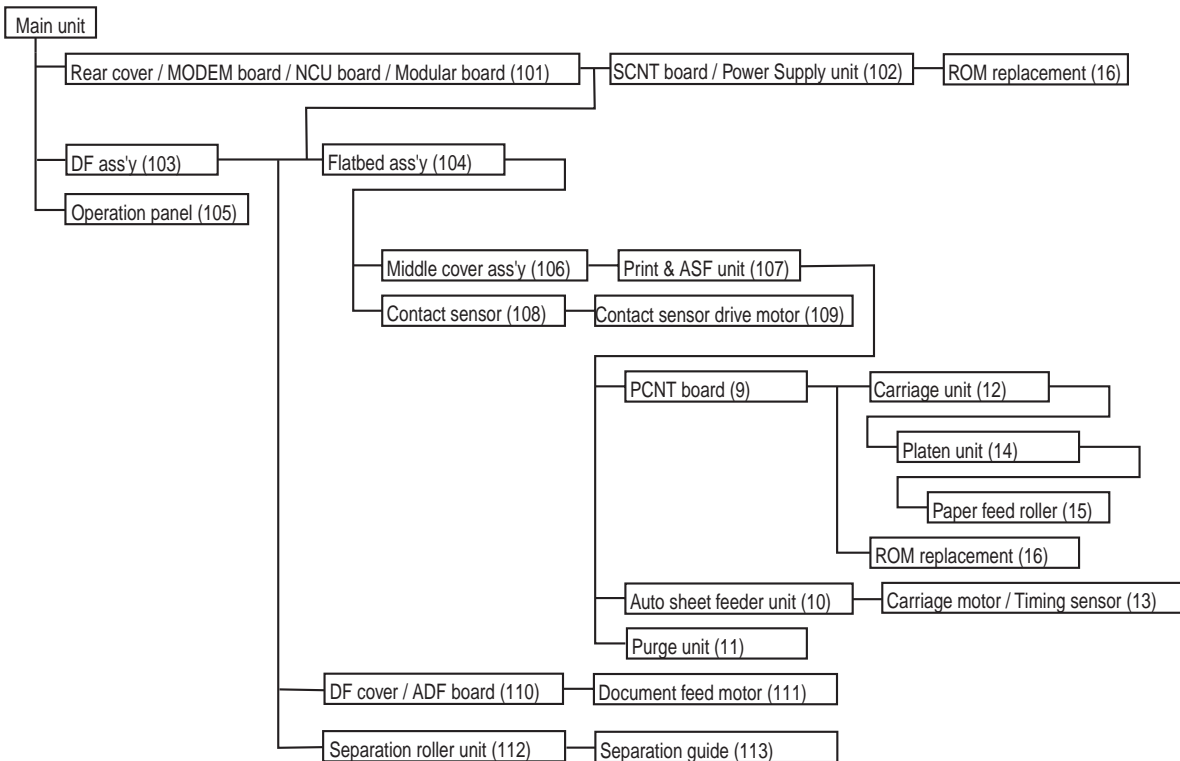 Main unit
Rear cover / MODEM board / NCU board / Modular board (101)
SCNT board / Power Supply unit (102)
ROM replacement (16)
DF ass'y (103)
Flatbed ass'y (104)
Operation panel (105)
Middle cover ass'y (106)
Print & ASF unit (107)
Contact sensor (108)
Contact sensor drive motor (109)
PCNT board (9)
Carriage unit (12)
Platen unit (14)
Paper feed roller (15)
ROM replacement (16)
Auto sheet feeder unit (10)
Carriage motor / Timing sensor (13)
Purge unit (11)
DF cover / ADF board (110)
Document feed motor (111)
Separation roller unit (112)
Separation guide (113)